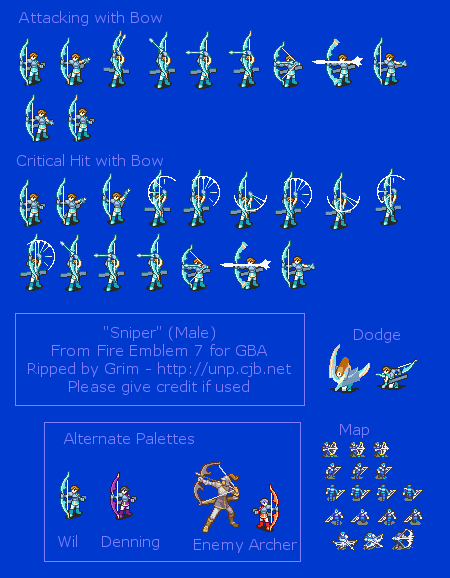 Attacking with Bow
Critical Hit with Bow
"Sniper" (Male)
From Fire Emblem 7 for GBA
Ripped by Grim - http://unp.cjb.net
Please give credit if used
Dodge
Alternate Palettes
Map
Wil
Denning
Enemy Archer